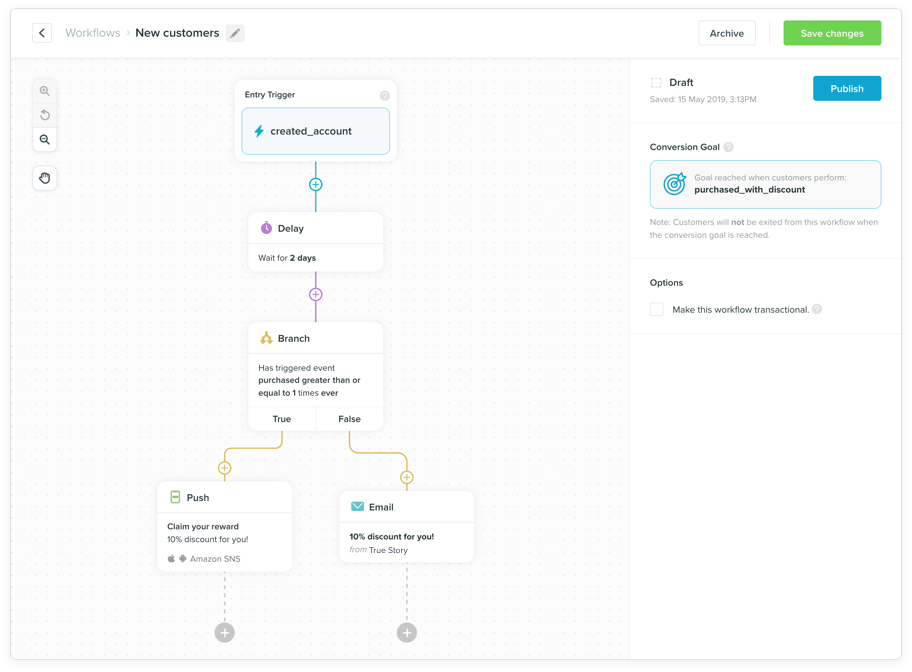 Workflows › New customers
Archive
Save changes
Entry Trigger ?
created_account
Delay
Wait for 2 days
Branch
Has triggered event
purchased greater than or
equal to 1 times ever
True False
Push
Claim your reward
10% discount for you!
Amazon SNS
Email
10% discount for you!
from True Story
Draft
Saved: 15 May 2019, 3:13PM
Publish
Conversion Goal ?
Goal reached when customers perform:
purchased_with_discount
Note: Customers will not be exited from this workflow when
the conversion goal is reached.
Options
Make this workflow transactional. ?